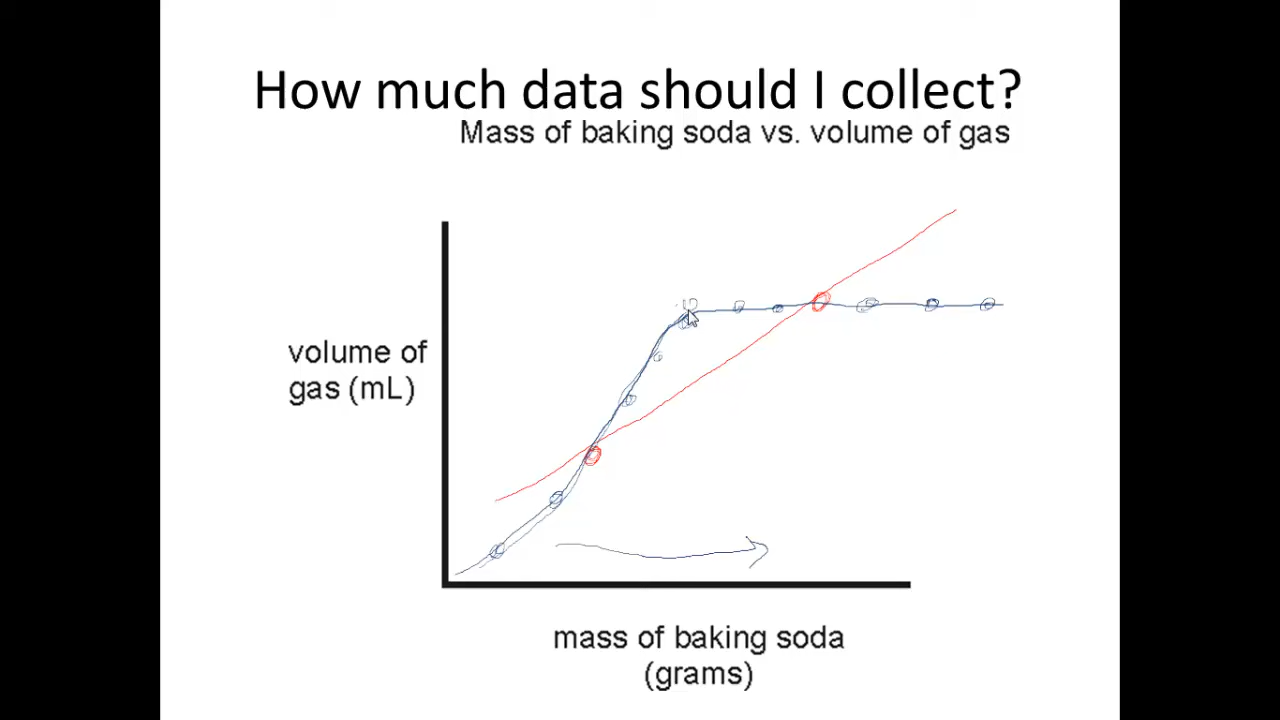 How much data should I collect?
Mass of baking soda vs. volume of gas
volume of
gas (mL)
mass of baking soda
(grams)